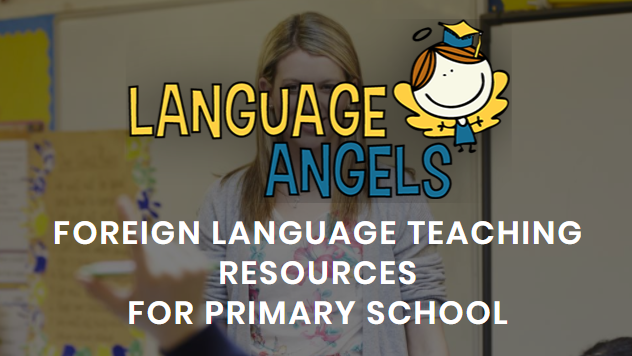 LANGUAGE
ANGELS
FOREIGN LANGUAGE TEACHING
RESOURCES
FOR PRIMARY SCHOOL